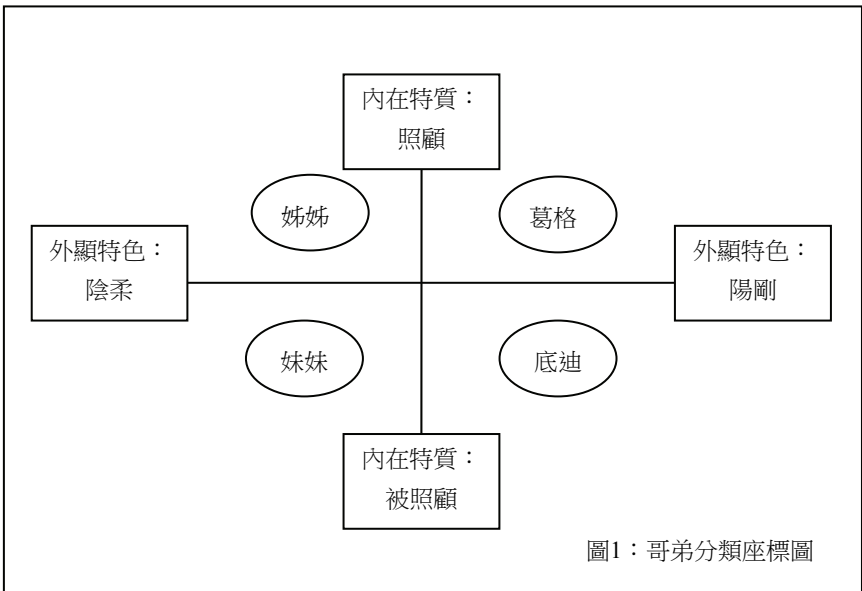 內在特質：
照顧
姊姊
葛格
外顯特色：
陰柔
外顯特色：
陽剛
妹妹
底迪
內在特質：
被照顧
圖1：哥弟分類座標圖